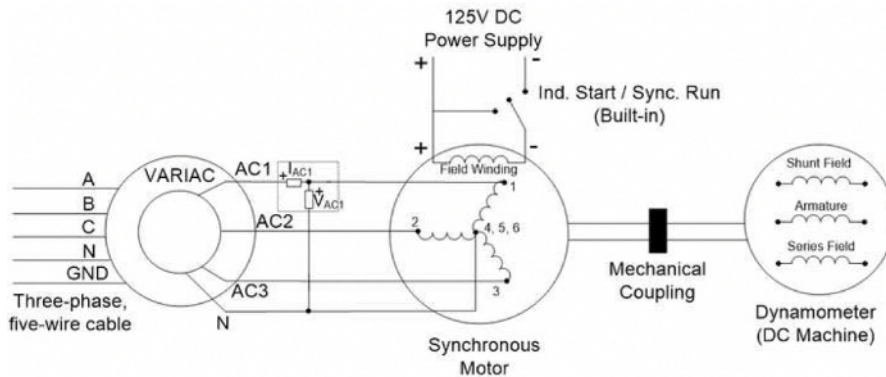 125V DC
Power Supply
+
-
Ind. Start / Sync. Run
(Built-in)
+
-
Field Winding
VARIAC
AC1
+
I_AC1
+
V_AC1
1
A
B
C
N
GND
AC2
2
4, 5, 6
AC3
3
N
Three-phase,
five-wire cable
Synchronous
Motor
Mechanical
Coupling
Shunt Field
Armature
Series Field
Dynamometer
(DC Machine)